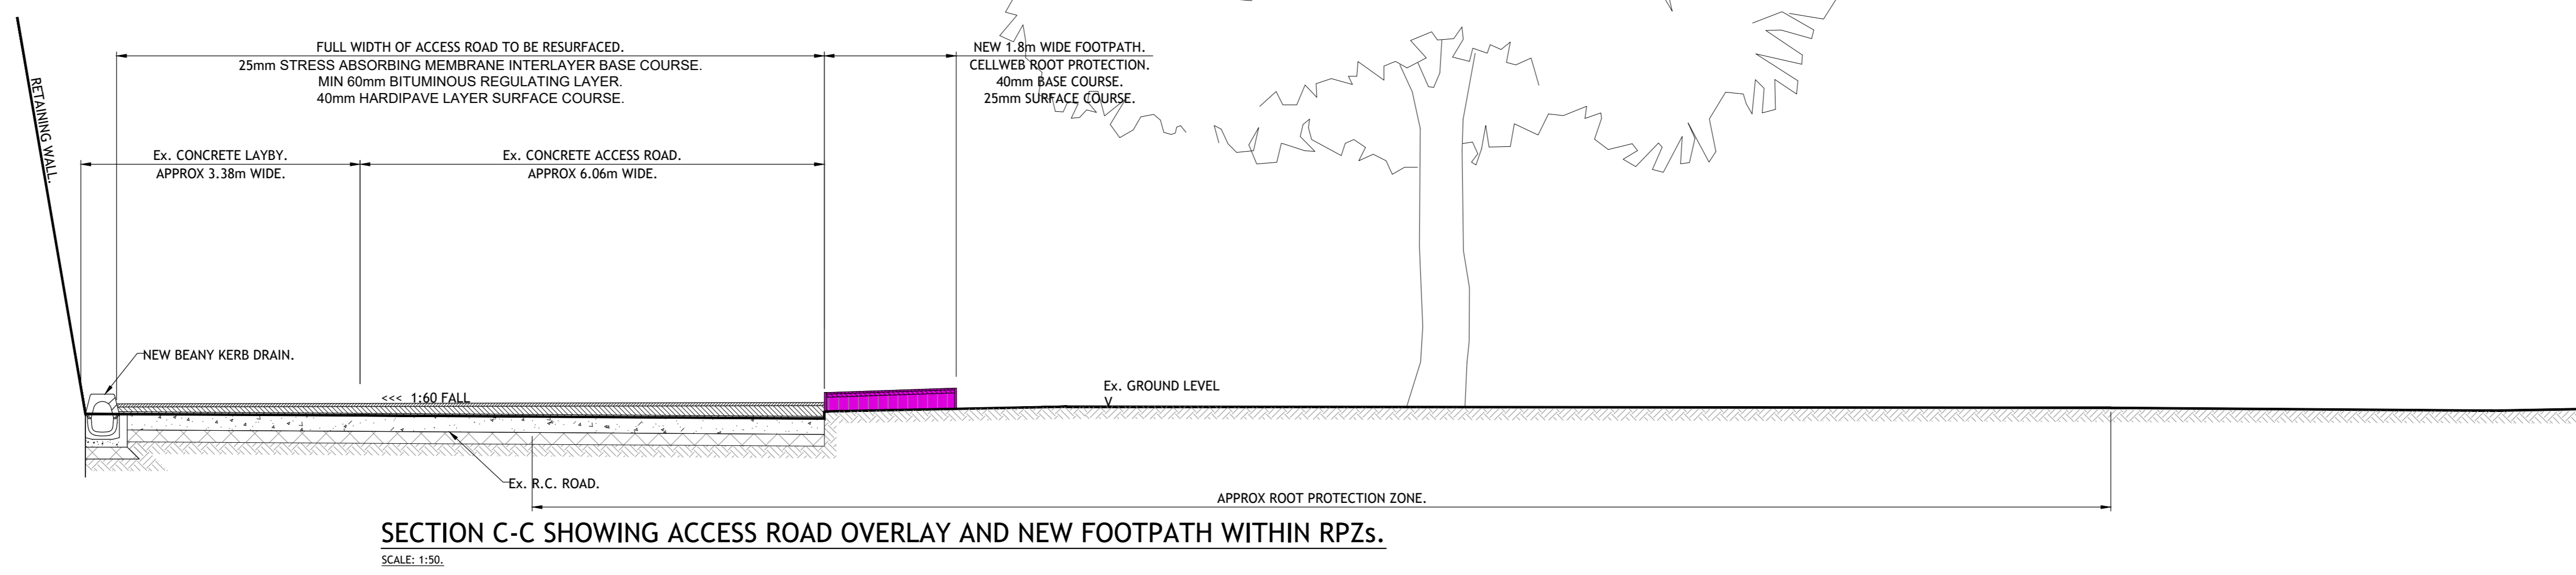 FULL WIDTH OF ACCESS ROAD TO BE RESURFACED.
25mm STRESS ABSORBING MEMBRANE INTERLAYER BASE COURSE.
MIN 60mm BITUMINOUS REGULATING LAYER.
40mm HARDIPAVE LAYER SURFACE COURSE.
NEW 1.8m WIDE FOOTPATH.
CELLWEB ROOT PROTECTION.
40mm BASE COURSE.
25mm SURFACE COURSE.
RETAINING WALL.
Ex. CONCRETE LAYBY.
APPROX 3.38m WIDE.
Ex. CONCRETE ACCESS ROAD.
APPROX 6.06m WIDE.
NEW BEANY KERB DRAIN.
<<< 1:60 FALL
Ex. GROUND LEVEL
V
Ex. R.C. ROAD.
APPROX ROOT PROTECTION ZONE.
SECTION C-C SHOWING ACCESS ROAD OVERLAY AND NEW FOOTPATH WITHIN RPZs.
SCALE: 1:50.